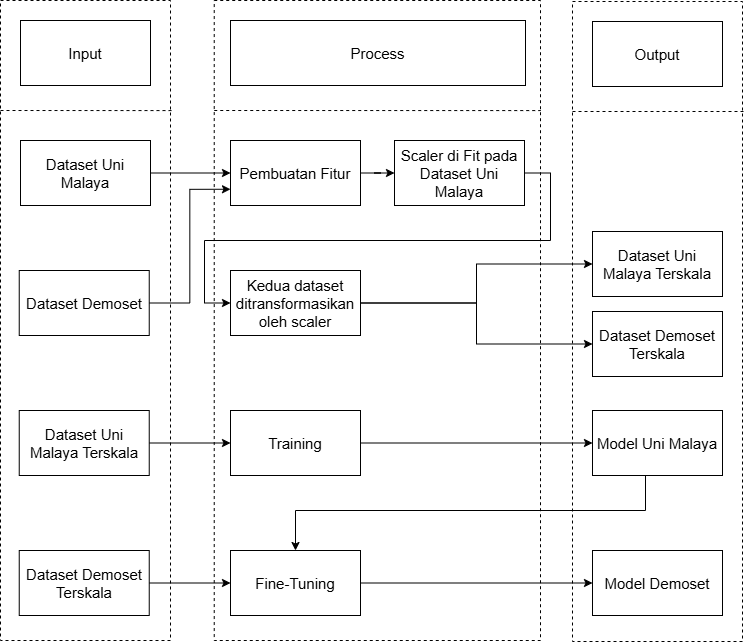 Input
Process
Output
Dataset Uni
Malaya
Pembuatan Fitur
Scaler di Fit pada
Dataset Uni
Malaya
Dataset Uni
Malaya Terskala
Dataset Demoset
Kedua dataset
ditransformasikan
oleh scaler
Dataset Demoset
Terskala
Dataset Uni
Malaya Terskala
Training
Model Uni Malaya
Dataset Demoset
Terskala
Fine-Tuning
Model Demoset